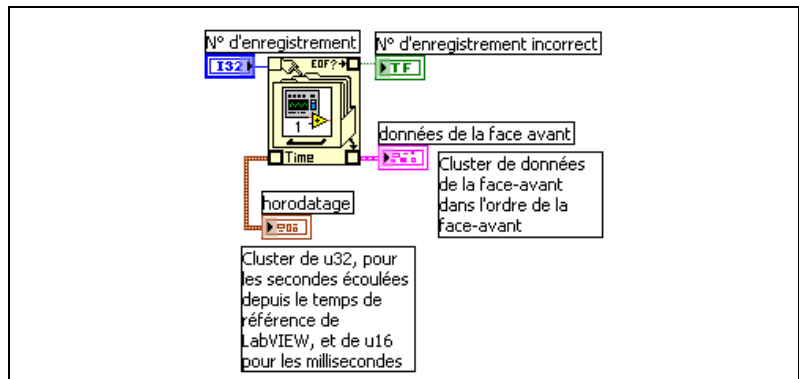 N° d'enregistrement
N° d'enregistrement incorrect
I32
EOF?
TF
1
données de la face avant
Time
Cluster de données
de la face-avant
dans l'ordre de la
face-avant
horodatage
Cluster de u32, pour
les secondes écoulées
depuis le temps de
référence de
LabVIEW, et de u16
pour les millisecondes